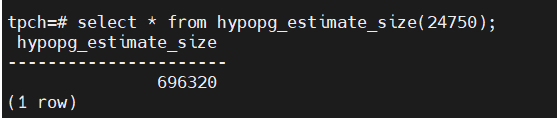 tpch=# select * from hypopg_estimate_size(24750);
 hypopg_estimate_size
----------------------
               696320
(1 row)